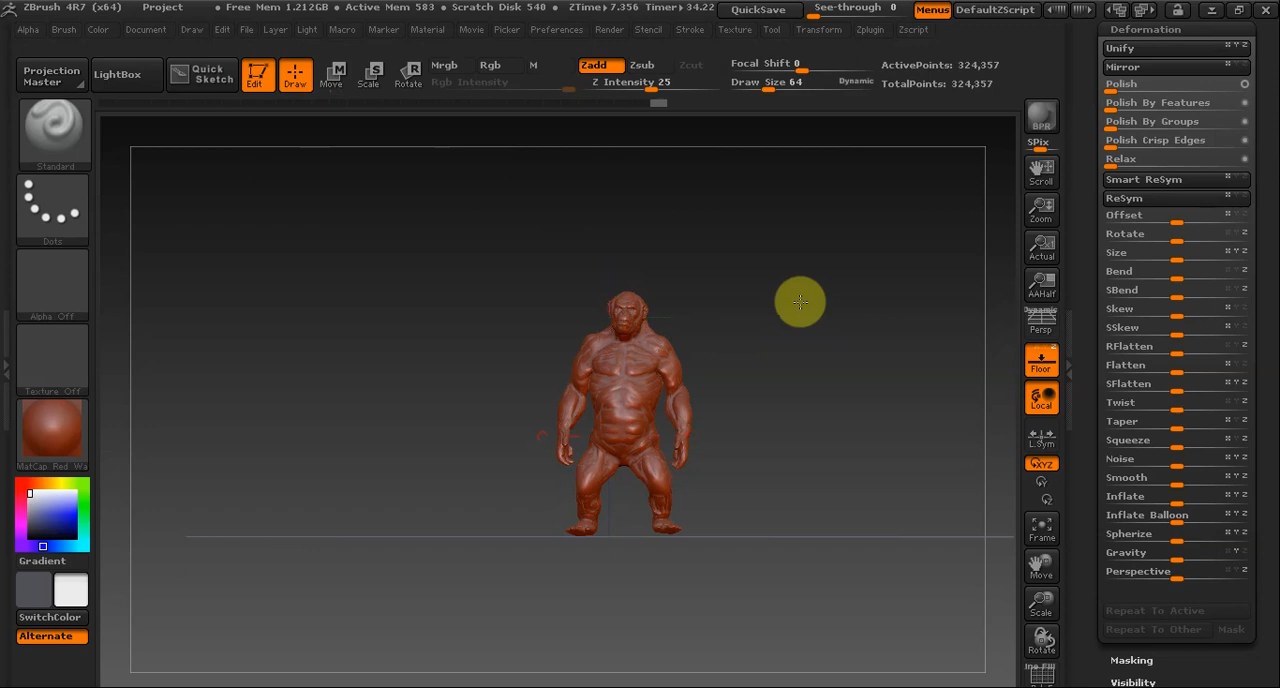 ZBrush 4R7 (x64) Project • Free Mem 1.212GB • Active Mem 583 • Scratch Disk 540 • ZTime▸7.356 Timer▸34.22 QuickSave See-through 0 Menus DefaultZScript
Alpha Brush Color Document Draw Edit File Layer Light Macro Marker Material Movie Picker Preferences Render Stencil Stroke Texture Tool Transform Zplugin Zscript
Projection Master
LightBox
Quick Sketch
Edit
Draw
Move
Scale
Rotate
Mrgb Rgb M
Rgb Intensity
Zadd Zsub Zcut
Z Intensity 25
Focal Shift 0
Draw Size 64 Dynamic
ActivePoints: 324,357
TotalPoints: 324,357
Standard
Dots
Alpha Off
Texture Off
MatCap Red Wa
Gradient
SwitchColor
Alternate
BPR
SPix
Scroll
Zoom
Actual
AAHalf
Dynamic
Persp
Floor
Local
L.Sym
XYZ
Y
Z
Frame
Move
Scale
Rotate
Deformation
Unify
Mirror
Polish
Polish By Features
Polish By Groups
Polish Crisp Edges
Relax
Smart ReSym
ReSym
Offset
Rotate
Size
Bend
SBend
Skew
SSkew
RFlatten
Flatten
SFlatten
Twist
Taper
Squeeze
Noise
Smooth
Inflate
Inflate Balloon
Spherize
Gravity
Perspective
Repeat To Active
Repeat To Other Mask
Masking
Visibility